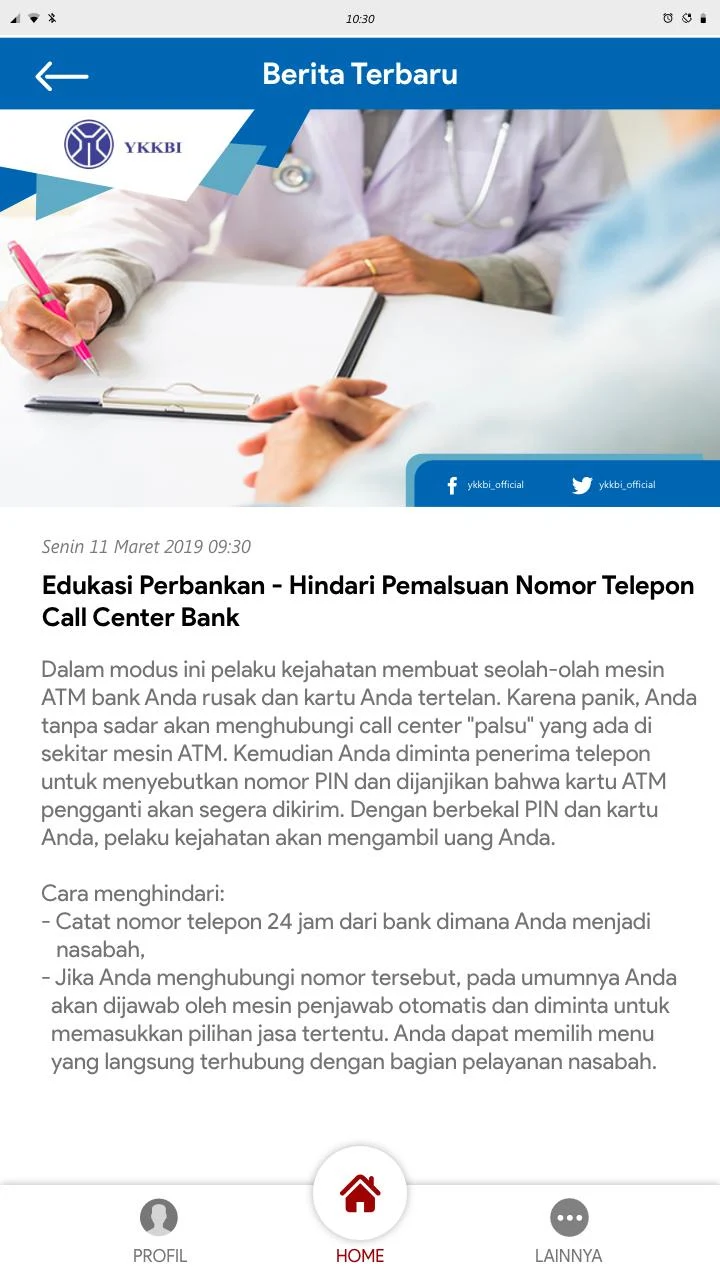 10:30
Berita Terbaru
YKKBI
ykkbi_official
ykkbi_official
Senin 11 Maret 2019 09:30
Edukasi Perbankan - Hindari Pemalsuan Nomor Telepon
Call Center Bank
Dalam modus ini pelaku kejahatan membuat seolah-olah mesin
ATM bank Anda rusak dan kartu Anda tertelan. Karena panik, Anda
tanpa sadar akan menghubungi call center "palsu" yang ada di
sekitar mesin ATM. Kemudian Anda diminta penerima telepon
untuk menyebutkan nomor PIN dan dijanjikan bahwa kartu ATM
pengganti akan segera dikirim. Dengan berbekal PIN dan kartu
Anda, pelaku kejahatan akan mengambil uang Anda.
Cara menghindari:
- Catat nomor telepon 24 jam dari bank dimana Anda menjadi
nasabah,
- Jika Anda menghubungi nomor tersebut, pada umumnya Anda
akan dijawab oleh mesin penjawab otomatis dan diminta untuk
memasukkan pilihan jasa tertentu. Anda dapat memilih menu
yang langsung terhubung dengan bagian pelayanan nasabah.
PROFIL
HOME
LAINNYA